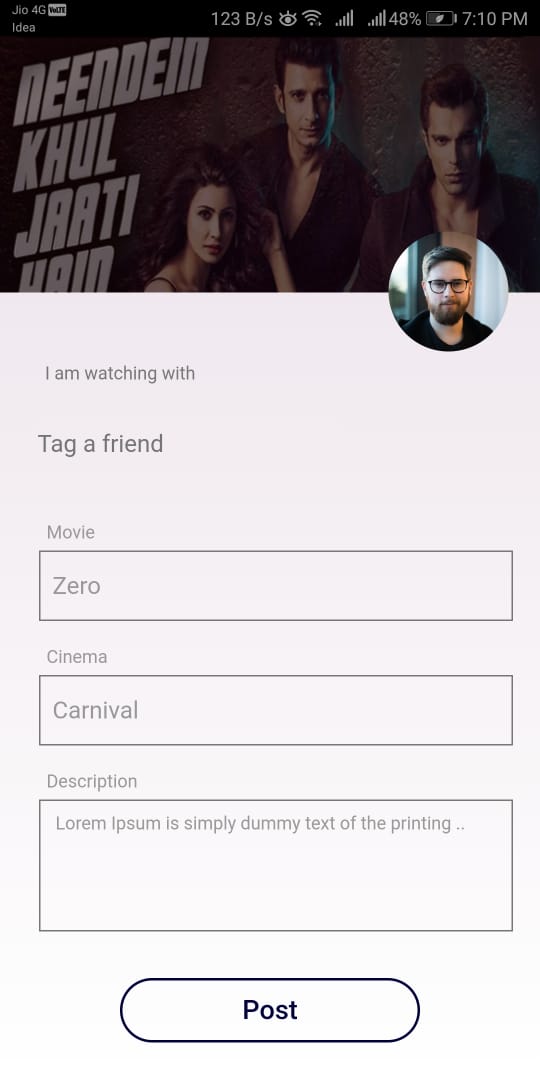 Jio 4G VoLTE
Idea
123 B/s
48%
7:10 PM
NEENDEIN
KHUL
JAATI
HAIN
I am watching with
Tag a friend
Movie
Zero
Cinema
Carnival
Description
Lorem Ipsum is simply dummy text of the printing ..
Post